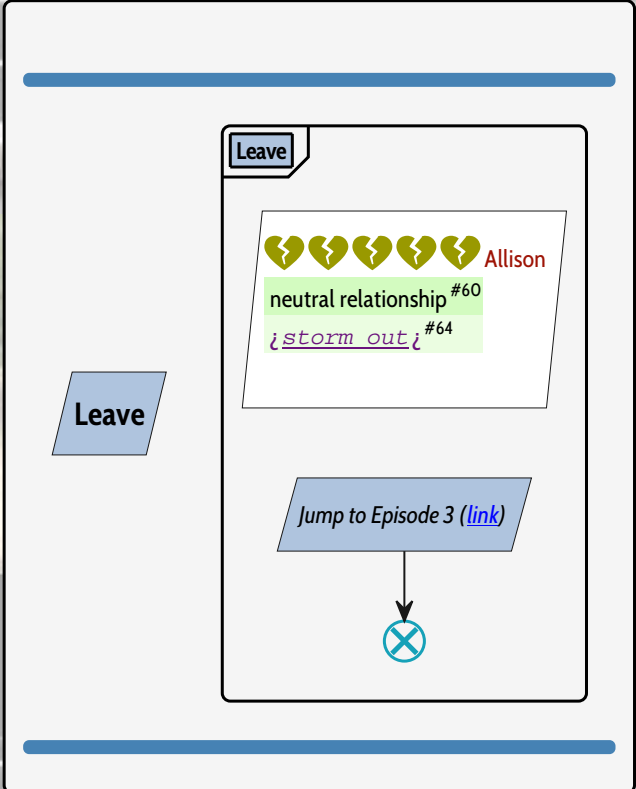 Leave
💔💔💔💔💔 Allison
neutral relationship #60
¿storm out¿ #64
Leave
Jump to Episode 3 (link)